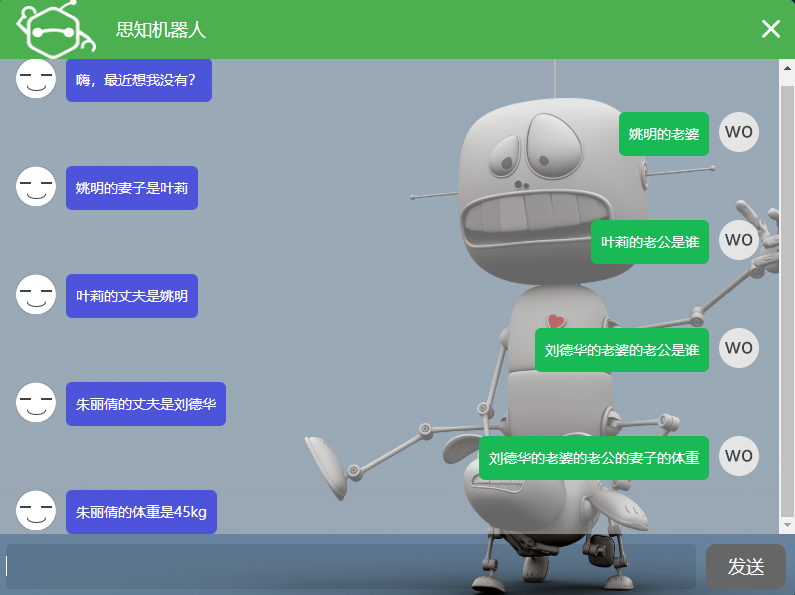 思知机器人
嗨，最近想我没有？
姚明的老婆
WO
姚明的妻子是叶莉
叶莉的老公是谁
WO
叶莉的丈夫是姚明
刘德华的老婆的老公是谁
WO
朱丽倩的丈夫是刘德华
刘德华的老婆的老公的妻子的体重
WO
朱丽倩的体重是45kg
发送